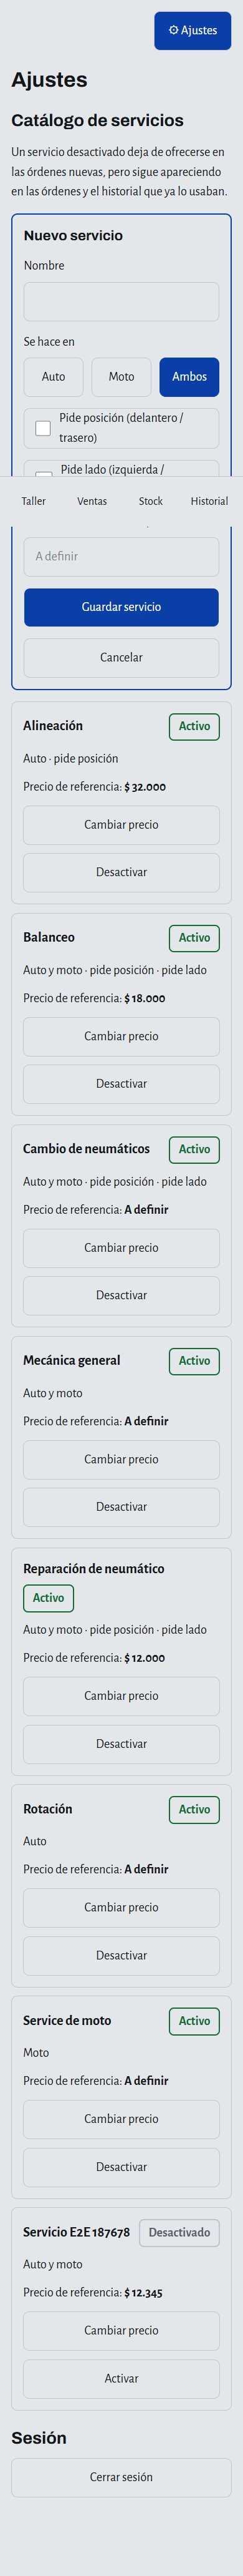 ⚙ Ajustes
Ajustes
Catálogo de servicios
Un servicio desactivado deja de ofrecerse en
las órdenes nuevas, pero sigue apareciendo
en las órdenes y el historial que ya lo usaban.
Nuevo servicio
Nombre
Se hace en
Auto
Moto
Ambos
Pide posición (delantero /
trasero)
Pide lado (izquierda /
Taller
Ventas
Stock
Historial
A definir
Guardar servicio
Cancelar
Alineación
Activo
Auto · pide posición
Precio de referencia: $ 32.000
Cambiar precio
Desactivar
Balanceo
Activo
Auto y moto · pide posición · pide lado
Precio de referencia: $ 18.000
Cambiar precio
Desactivar
Cambio de neumáticos
Activo
Auto y moto · pide posición · pide lado
Precio de referencia: A definir
Cambiar precio
Desactivar
Mecánica general
Activo
Auto y moto
Precio de referencia: A definir
Cambiar precio
Desactivar
Reparación de neumático
Activo
Auto y moto · pide posición · pide lado
Precio de referencia: $ 12.000
Cambiar precio
Desactivar
Rotación
Activo
Auto
Precio de referencia: A definir
Cambiar precio
Desactivar
Service de moto
Activo
Moto
Precio de referencia: A definir
Cambiar precio
Desactivar
Servicio E2E 187678
Desactivado
Auto y moto
Precio de referencia: $ 12.345
Cambiar precio
Activar
Sesión
Cerrar sesión